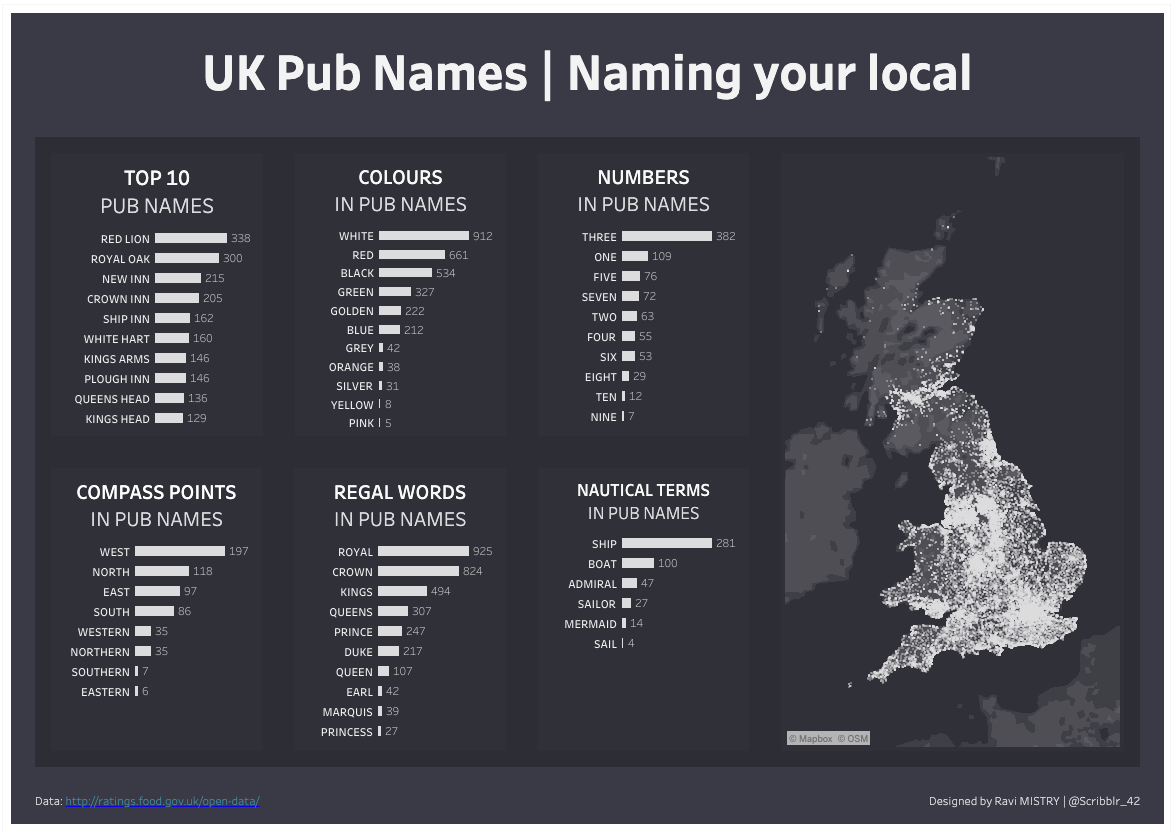 UK Pub Names | Naming your local
TOP 10
PUB NAMES
RED LION 338
ROYAL OAK 300
NEW INN 215
CROWN INN 205
SHIP INN 162
WHITE HART 160
KINGS ARMS 146
PLOUGH INN 146
QUEENS HEAD 136
KINGS HEAD 129
COLOURS
IN PUB NAMES
WHITE 912
RED 661
BLACK 534
GREEN 327
GOLDEN 222
BLUE 212
GREY 42
ORANGE 38
SILVER 31
YELLOW 8
PINK 5
NUMBERS
IN PUB NAMES
THREE 382
ONE 109
FIVE 76
SEVEN 72
TWO 63
FOUR 55
SIX 53
EIGHT 29
TEN 12
NINE 7
COMPASS POINTS
IN PUB NAMES
WEST 197
NORTH 118
EAST 97
SOUTH 86
WESTERN 35
NORTHERN 35
SOUTHERN 7
EASTERN 6
REGAL WORDS
IN PUB NAMES
ROYAL 925
CROWN 824
KINGS 494
QUEENS 307
PRINCE 247
DUKE 217
QUEEN 107
EARL 42
MARQUIS 39
PRINCESS 27
NAUTICAL TERMS
IN PUB NAMES
SHIP 281
BOAT 100
ADMIRAL 47
SAILOR 27
MERMAID 14
SAIL 4
© Mapbox © OSM
Data: http://ratings.food.gov.uk/open-data/
Designed by Ravi MISTRY | @Scribblr_42